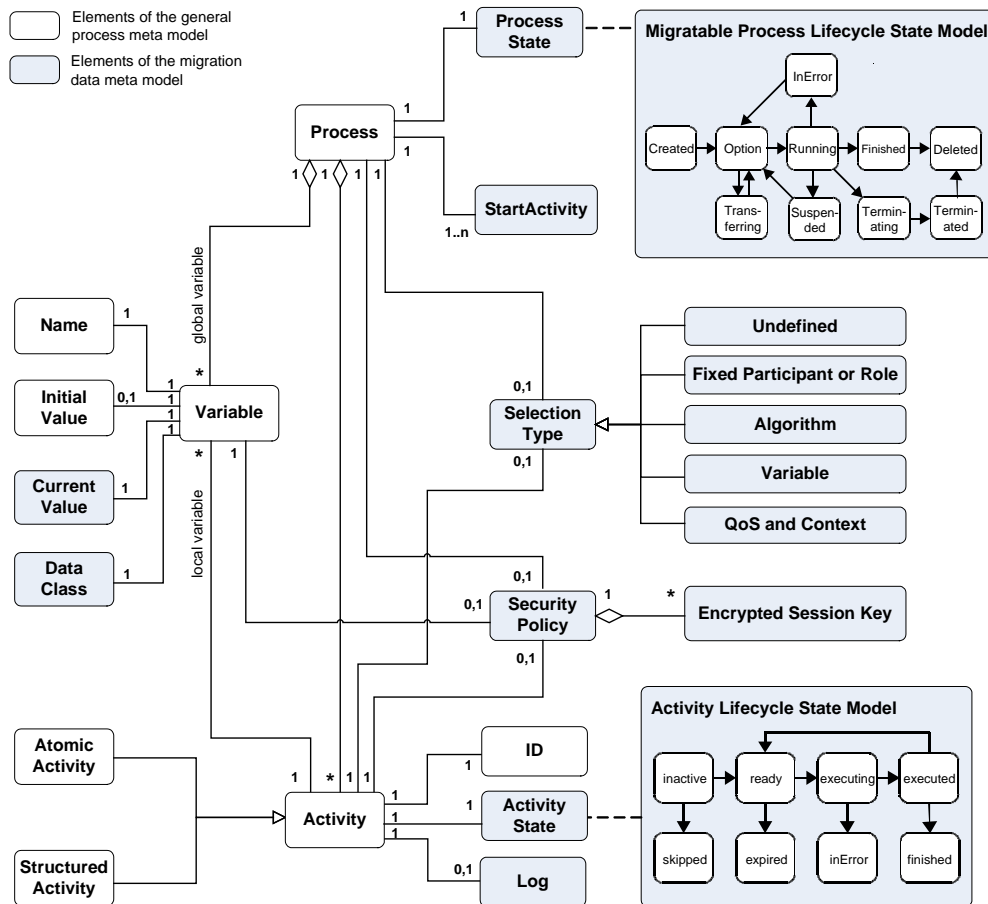 Elements of the general
process meta model
Elements of the migration
data meta model
1
Process
State
Migratable Process Lifecycle State Model
InError
Created
Option
Running
Finished
Deleted
Trans-
ferring
Suspen-
ded
Termin-
ating
Termin-
ated
Process
1
1
1
1
1
1
StartActivity
1..n
global variable
*
Name
1
Initial
Value
0,1
Current
Value
1
Data
Class
1
1
1
1
1
Variable
*
1
local variable
0,1
Selection
Type
0,1
Undefined
Fixed Participant or Role
Algorithm
Variable
QoS and Context
0,1
0,1
Security
Policy
0,1
1
*
Encrypted Session Key
Atomic
Activity
Structured
Activity
1
*
1
1
Activity
1
1
1
ID
1
Activity
State
1
Log
0,1
Activity Lifecycle State Model
inactive
ready
executing
executed
skipped
expired
inError
finished